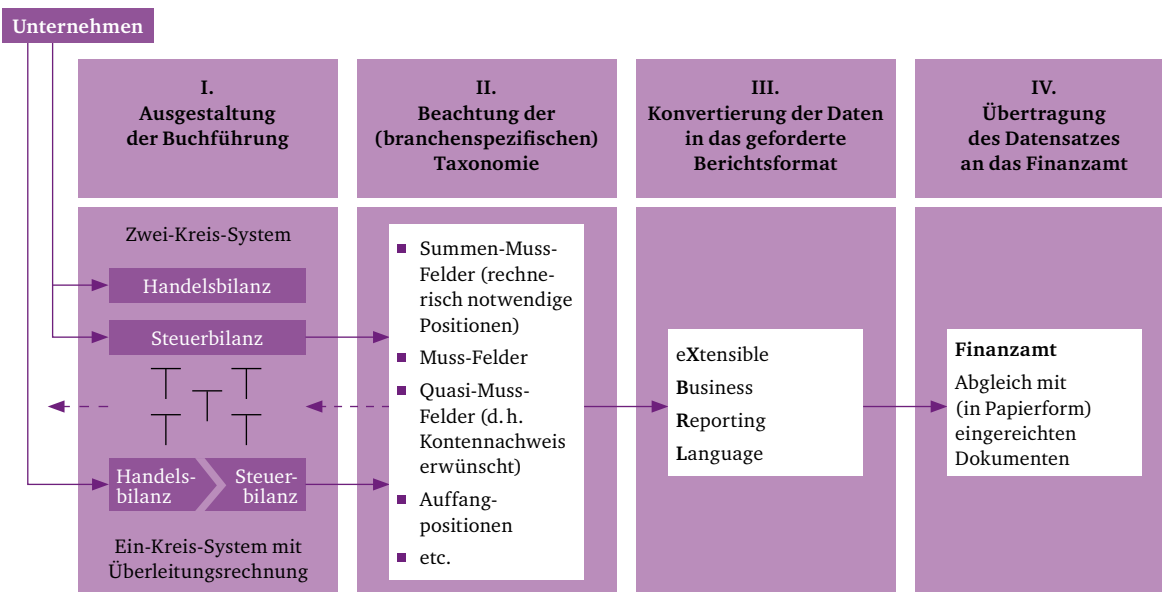 Unternehmen
I.
Ausgestaltung
der Buchführung
II.
Beachtung der
(branchenspezifischen)
Taxonomie
III.
Konvertierung der Daten
in das geforderte
Berichtsformat
IV.
Übertragung
des Datensatzes
an das Finanzamt
Zwei-Kreis-System
Handelsbilanz
Steuerbilanz
Handels-
bilanz
Steuer-
bilanz
Ein-Kreis-System mit
Überleitungsrechnung
Summen-Muss-
Felder (rechne-
risch notwendige
Positionen)
Muss-Felder
Quasi-Muss-
Felder (d. h.
Kontennachweis
erwünscht)
Auffang-
positionen
etc.
eXtensible
Business
Reporting
Language
Finanzamt
Abgleich mit
(in Papierform)
eingereichten
Dokumenten